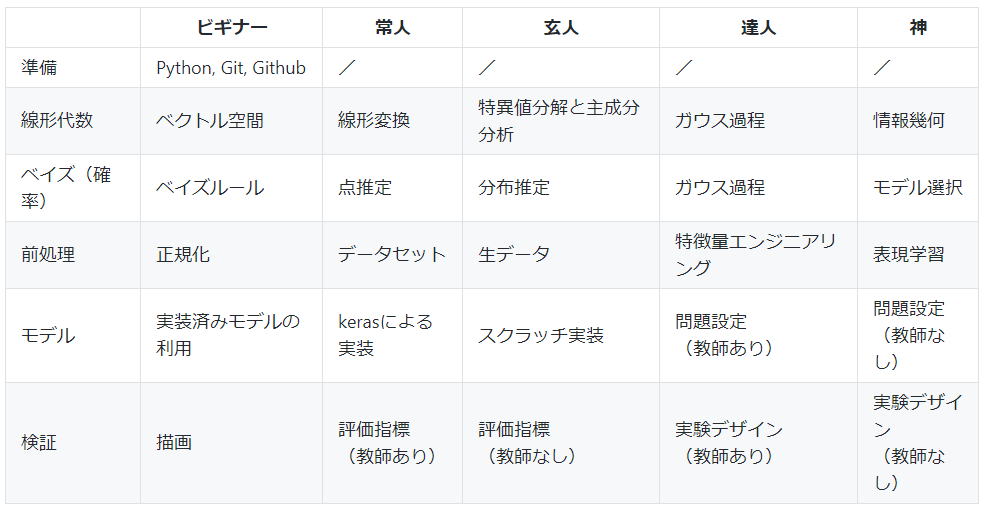 ビギナー 常人 玄人 達人 神
準備 Python, Git, Github ／ ／ ／ ／
線形代数 ベクトル空間 線形変換 特異値分解と主成分
分析 ガウス過程 情報幾何
ベイズ（確
率） ベイズルール 点推定 分布推定 ガウス過程 モデル選択
前処理 正規化 データセット 生データ 特徴量エンジニアリ
ング 表現学習
モデル 実装済みモデルの
利用 kerasによる
実装 スクラッチ実装 問題設定
（教師あり） 問題設定
（教師な
し）
検証 描画 評価指標
（教師あり） 評価指標
（教師なし） 実験デザイン
（教師あり） 実験デザイ
ン
（教師な
し）